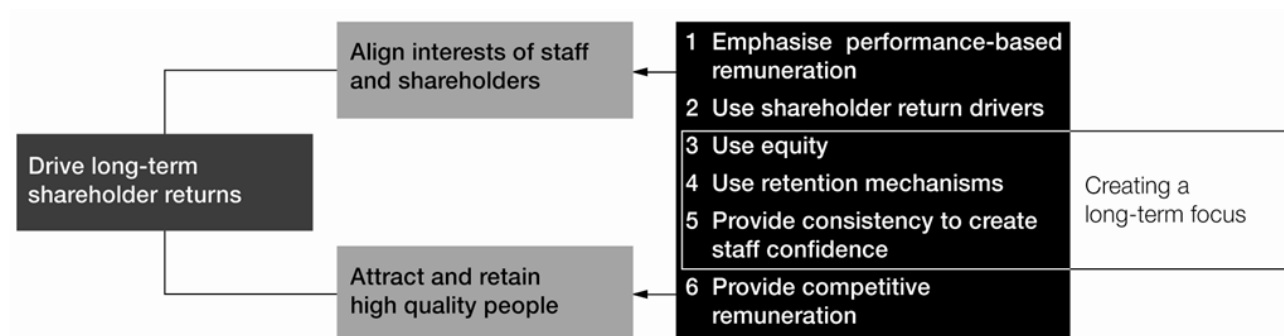 Drive long-term
shareholder returns
Align interests of staff
and shareholders
Attract and retain
high quality people
1 Emphasise performance-based
remuneration
2 Use shareholder return drivers
3 Use equity
4 Use retention mechanisms
5 Provide consistency to create
staff confidence
6 Provide competitive
remuneration
Creating a
long-term focus